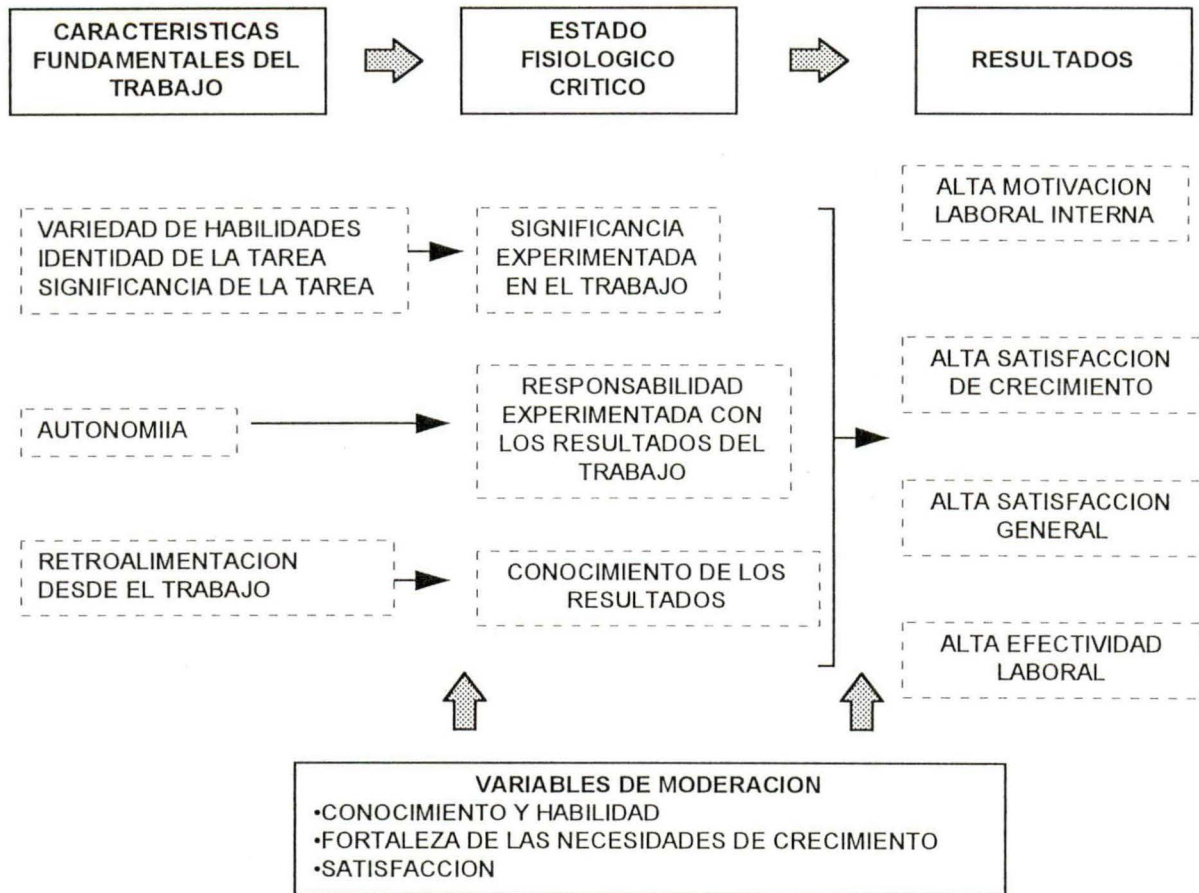 CARACTERISTICAS
FUNDAMENTALES DEL
TRABAJO
ESTADO
FISIOLOGICO
CRITICO
RESULTADOS
VARIEDAD DE HABILIDADES
IDENTIDAD DE LA TAREA
SIGNIFICANCIA DE LA TAREA
SIGNIFICANCIA
EXPERIMENTADA
EN EL TRABAJO
ALTA MOTIVACION
LABORAL INTERNA
AUTONOMIIA
RESPONSABILIDAD
EXPERIMENTADA CON
LOS RESULTADOS DEL
TRABAJO
ALTA SATISFACCION
DE CRECIMIENTO
ALTA SATISFACCION
GENERAL
RETROALIMENTACION
DESDE EL TRABAJO
CONOCIMIENTO DE LOS
RESULTADOS
ALTA EFECTIVIDAD
LABORAL
VARIABLES DE MODERACION
•CONOCIMIENTO Y HABILIDAD
•FORTALEZA DE LAS NECESIDADES DE CRECIMIENTO
•SATISFACCION